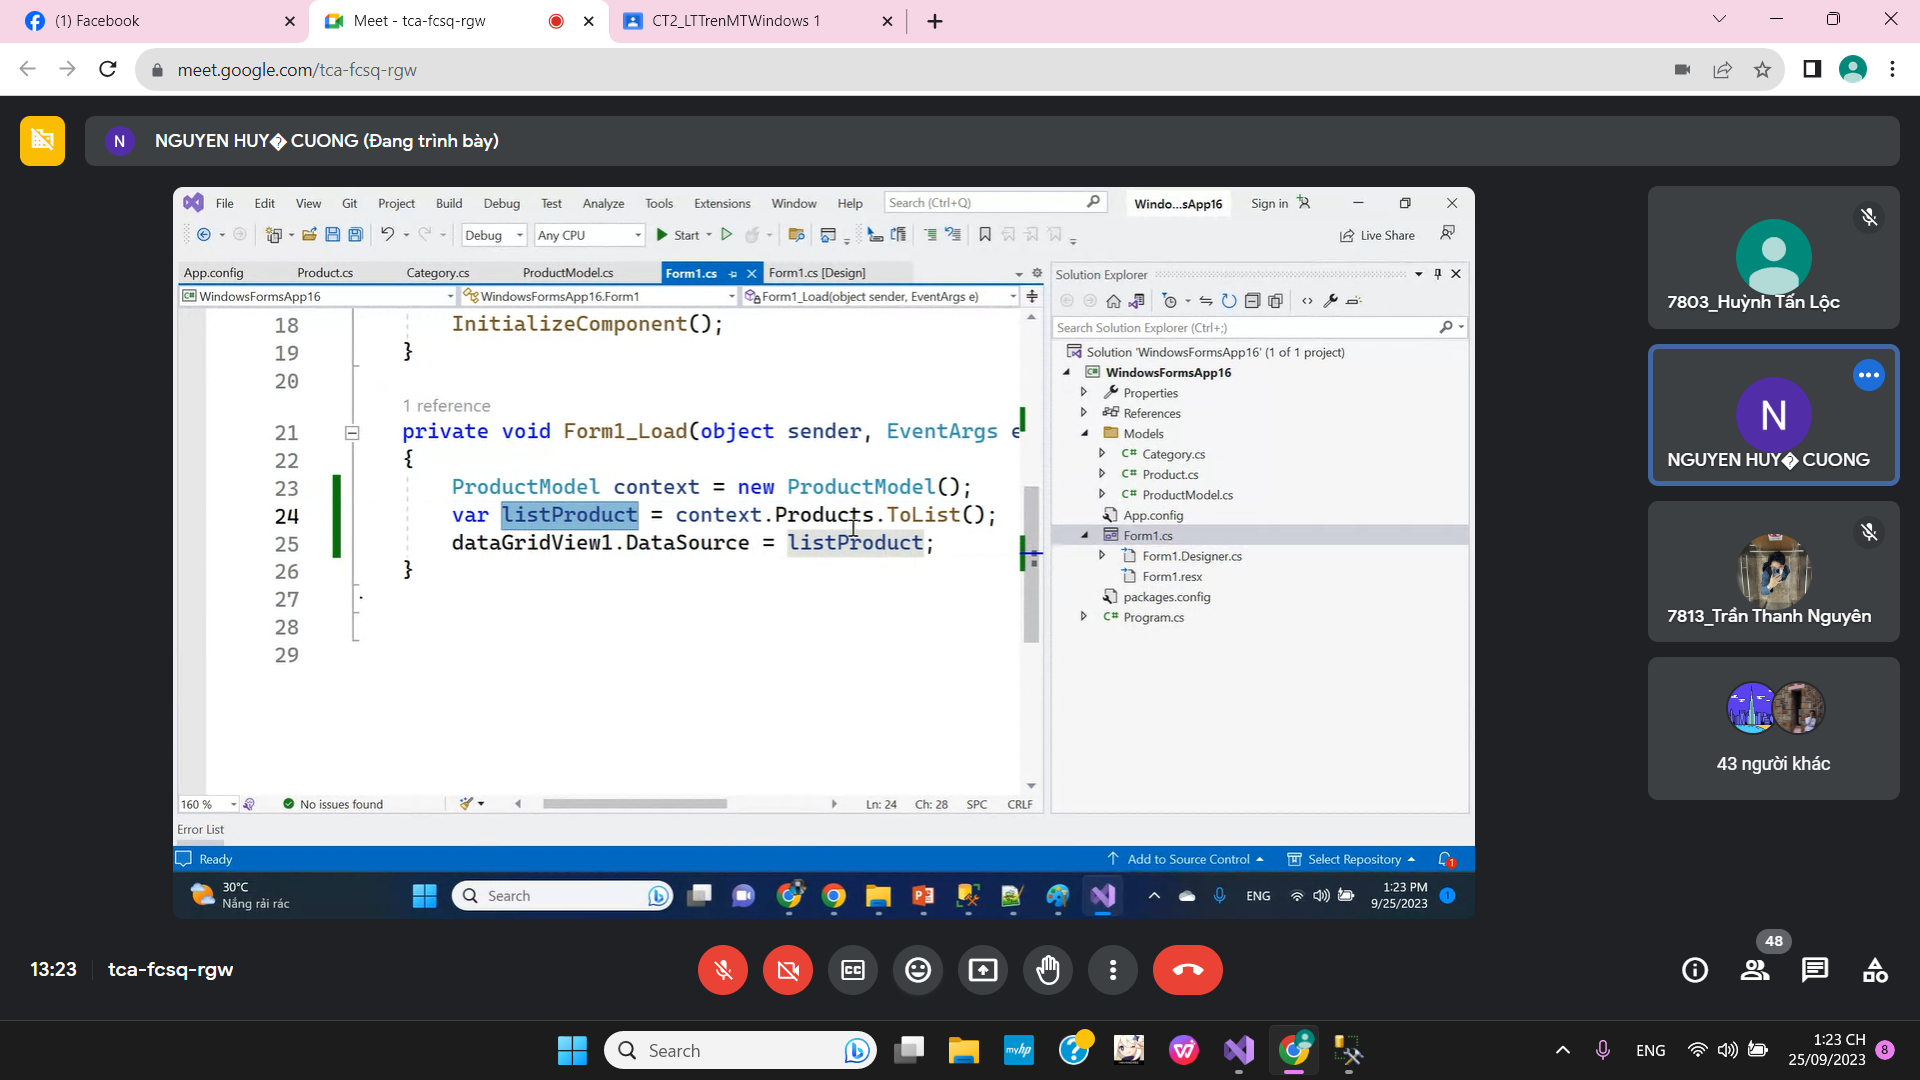 (1) Facebook
Meet - tca-fcsq-rgw
CT2_LTTrenMTWindows 1
meet.google.com/tca-fcsq-rgw
N
NGUYEN HUY� CUONG (Đang trình bày)
File Edit View Git Project Build Debug Test Analyze Tools Extensions Window Help
Search (Ctrl+Q)
Windo...sApp16
Sign in
Debug
Any CPU
Start
Live Share
App.config
Product.cs
Category.cs
ProductModel.cs
Form1.cs
Form1.cs [Design]
WindowsFormsApp16
WindowsFormsApp16.Form1
Form1_Load(object sender, EventArgs e)
18 InitializeComponent();
19 }
20
1 reference
21 private void Form1_Load(object sender, EventArgs e
22 {
23 ProductModel context = new ProductModel();
24 var listProduct = context.Products.ToList();
25 dataGridView1.DataSource = listProduct;
26 }
27
28
29
160 %
No issues found
Ln: 24 Ch: 28 SPC CRLF
Error List
Ready
Add to Source Control
Select Repository
1
Solution Explorer
Search Solution Explorer (Ctrl+;)
Solution 'WindowsFormsApp16' (1 of 1 project)
WindowsFormsApp16
Properties
References
Models
C# Category.cs
C# Product.cs
C# ProductModel.cs
App.config
Form1.cs
Form1.Designer.cs
Form1.resx
packages.config
C# Program.cs
30°C
Nắng rải rác
Search
ENG
1:23 PM
9/25/2023
1
7803_Huỳnh Tấn Lộc
N
NGUYEN HUY� CUONG
7813_Trần Thanh Nguyên
43 người khác
13:23
tca-fcsq-rgw
48
Search
myhp
ENG
1:23 CH
25/09/2023
8